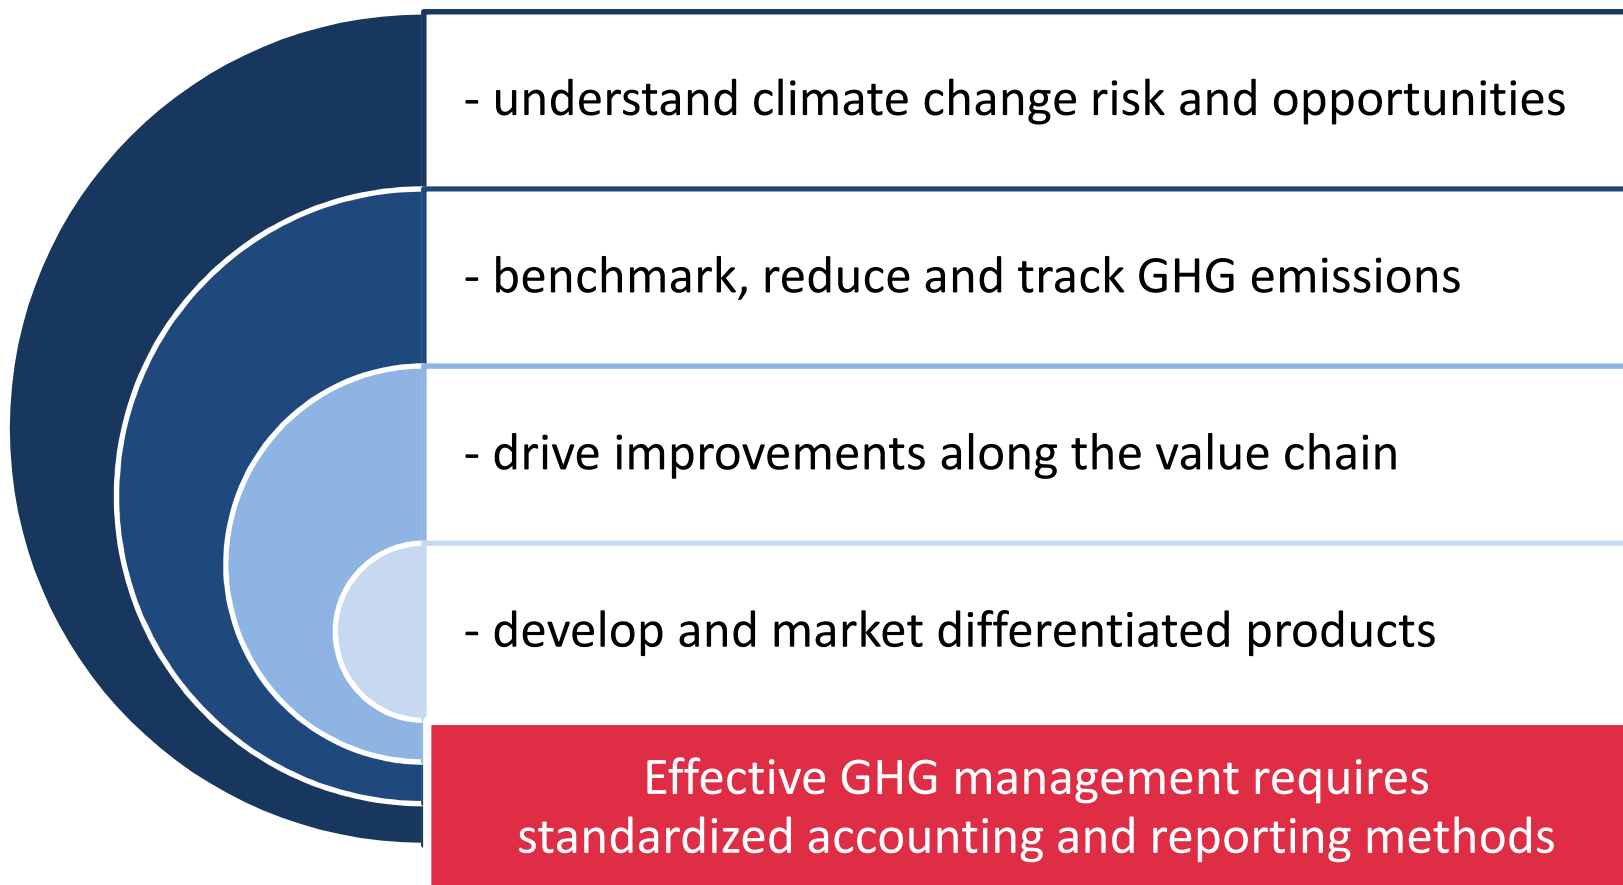 - understand climate change risk and opportunities
- benchmark, reduce and track GHG emissions
- drive improvements along the value chain
- develop and market differentiated products
Effective GHG management requires
standardized accounting and reporting methods